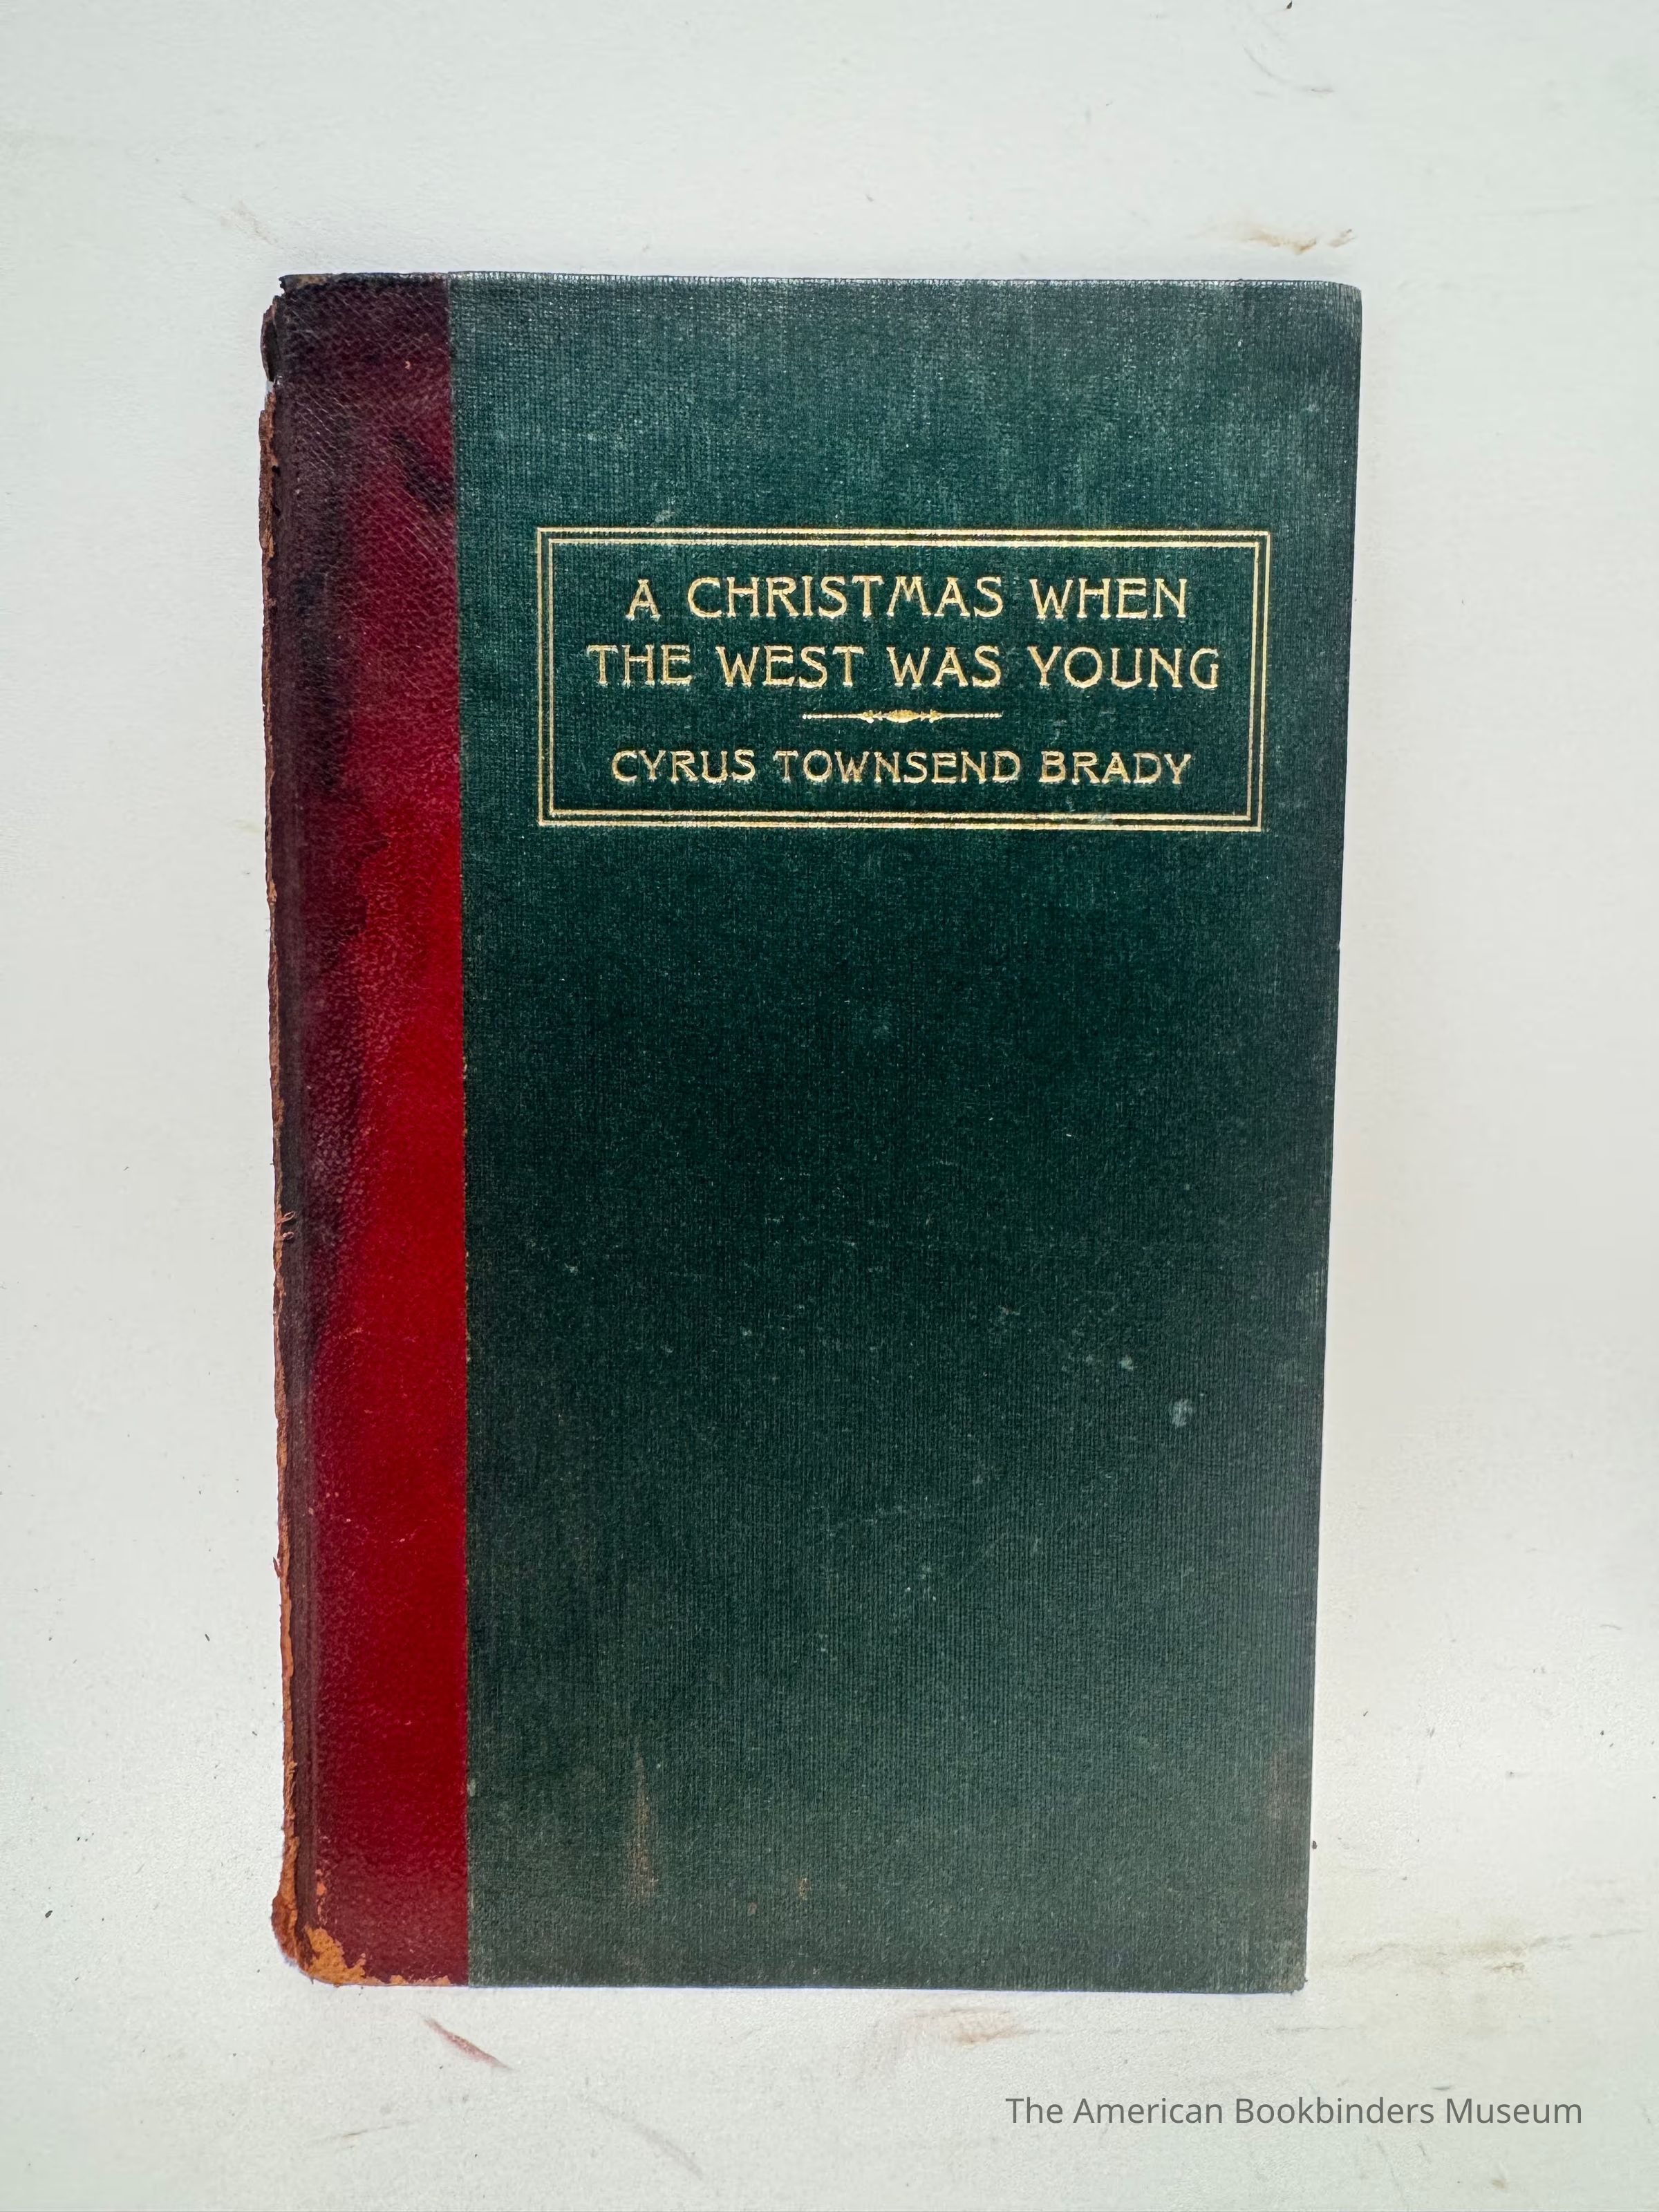 A CHRISTMAS WHEN
THE WEST WAS YOUNG
CYRUS TOWNSEND BRADY
The American Bookbinders Museum